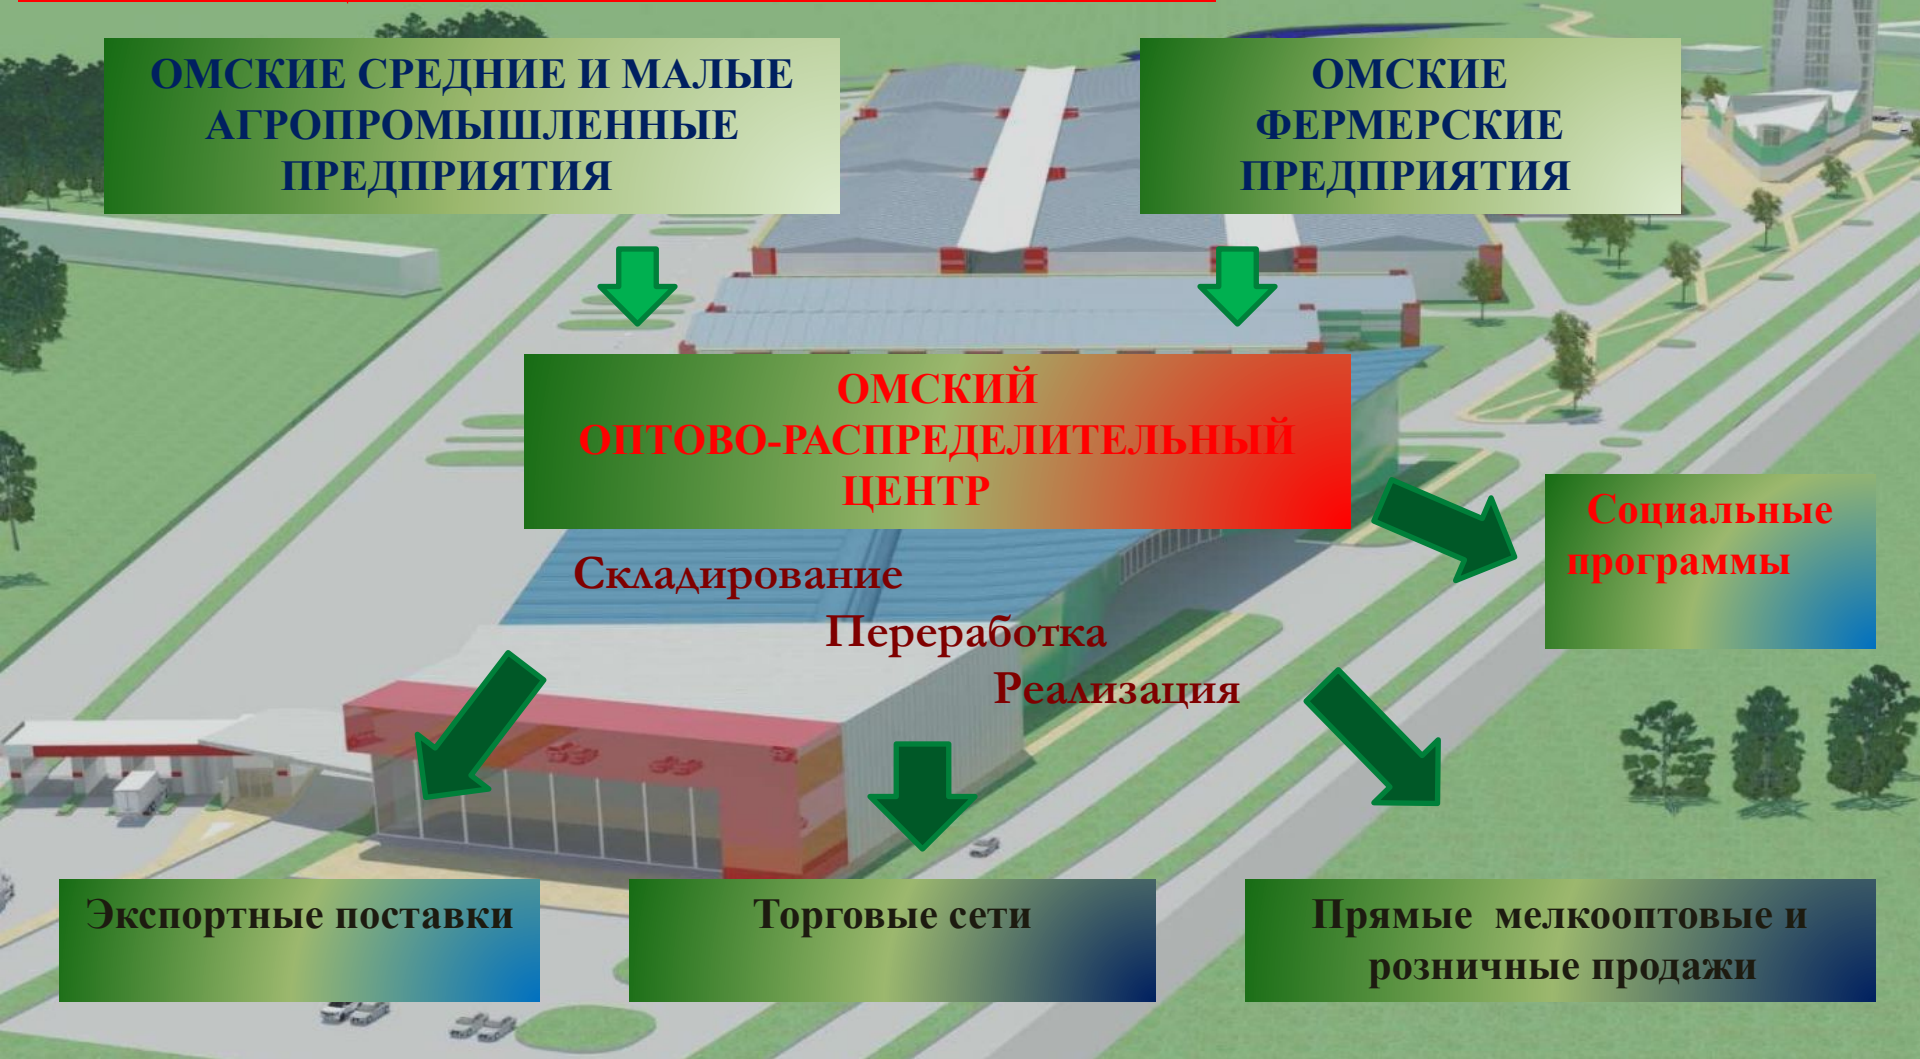 ОМСКИЕ СРЕДНИЕ И МАЛЫЕ
АГРОПРОМЫШЛЕННЫЕ
ПРЕДПРИЯТИЯ
ОМСКИЕ
ФЕРМЕРСКИЕ
ПРЕДПРИЯТИЯ
ОМСКИЙ
ОПТОВО-РАСПРЕДЕЛИТЕЛЬНЫЙ
ЦЕНТР
Социальные
программы
Складирование
Переработка
Реализация
Экспортные поставки
Торговые сети
Прямые мелкооптовые и
розничные продажи